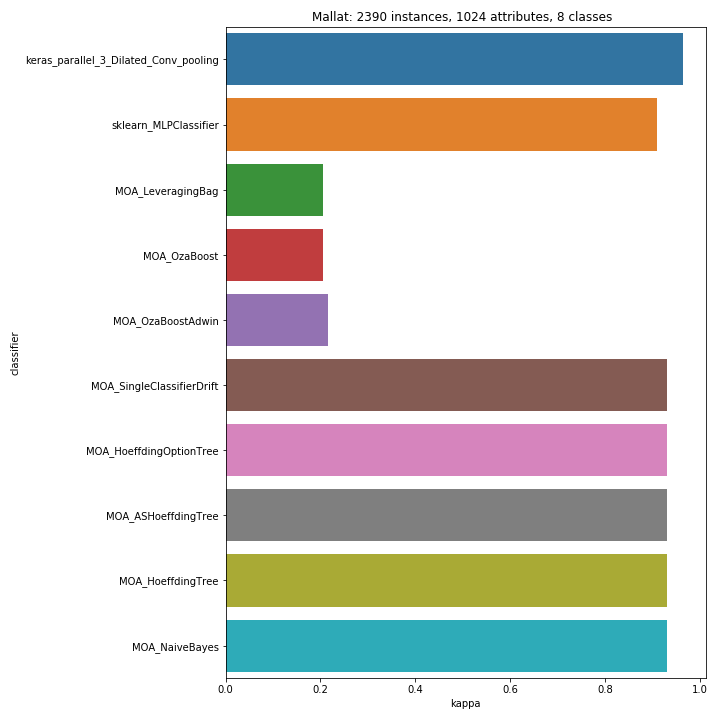 Mallat: 2390 instances, 1024 attributes, 8 classes
keras_parallel_3_Dilated_Conv_pooling
sklearn_MLPClassifier
MOA_LeveragingBag
MOA_OzaBoost
MOA_OzaBoostAdwin
MOA_SingleClassifierDrift
MOA_HoeffdingOptionTree
MOA_ASHoeffdingTree
MOA_HoeffdingTree
MOA_NaiveBayes
classifier
0.0 0.2 0.4 0.6 0.8 1.0
kappa